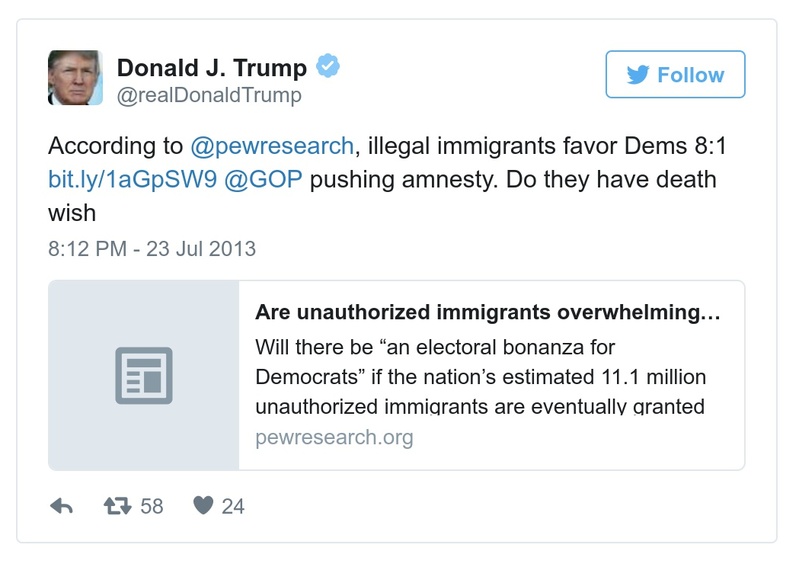 Donald J. Trump
@realDonaldTrump
Follow
According to @pewresearch, illegal immigrants favor Dems 8:1
bit.ly/1aGpSW9 @GOP pushing amnesty. Do they have death
wish
8:12 PM - 23 Jul 2013
Are unauthorized immigrants overwhelming…
Will there be “an electoral bonanza for
Democrats” if the nation’s estimated 11.1 million
unauthorized immigrants are eventually granted
pewresearch.org
58
24